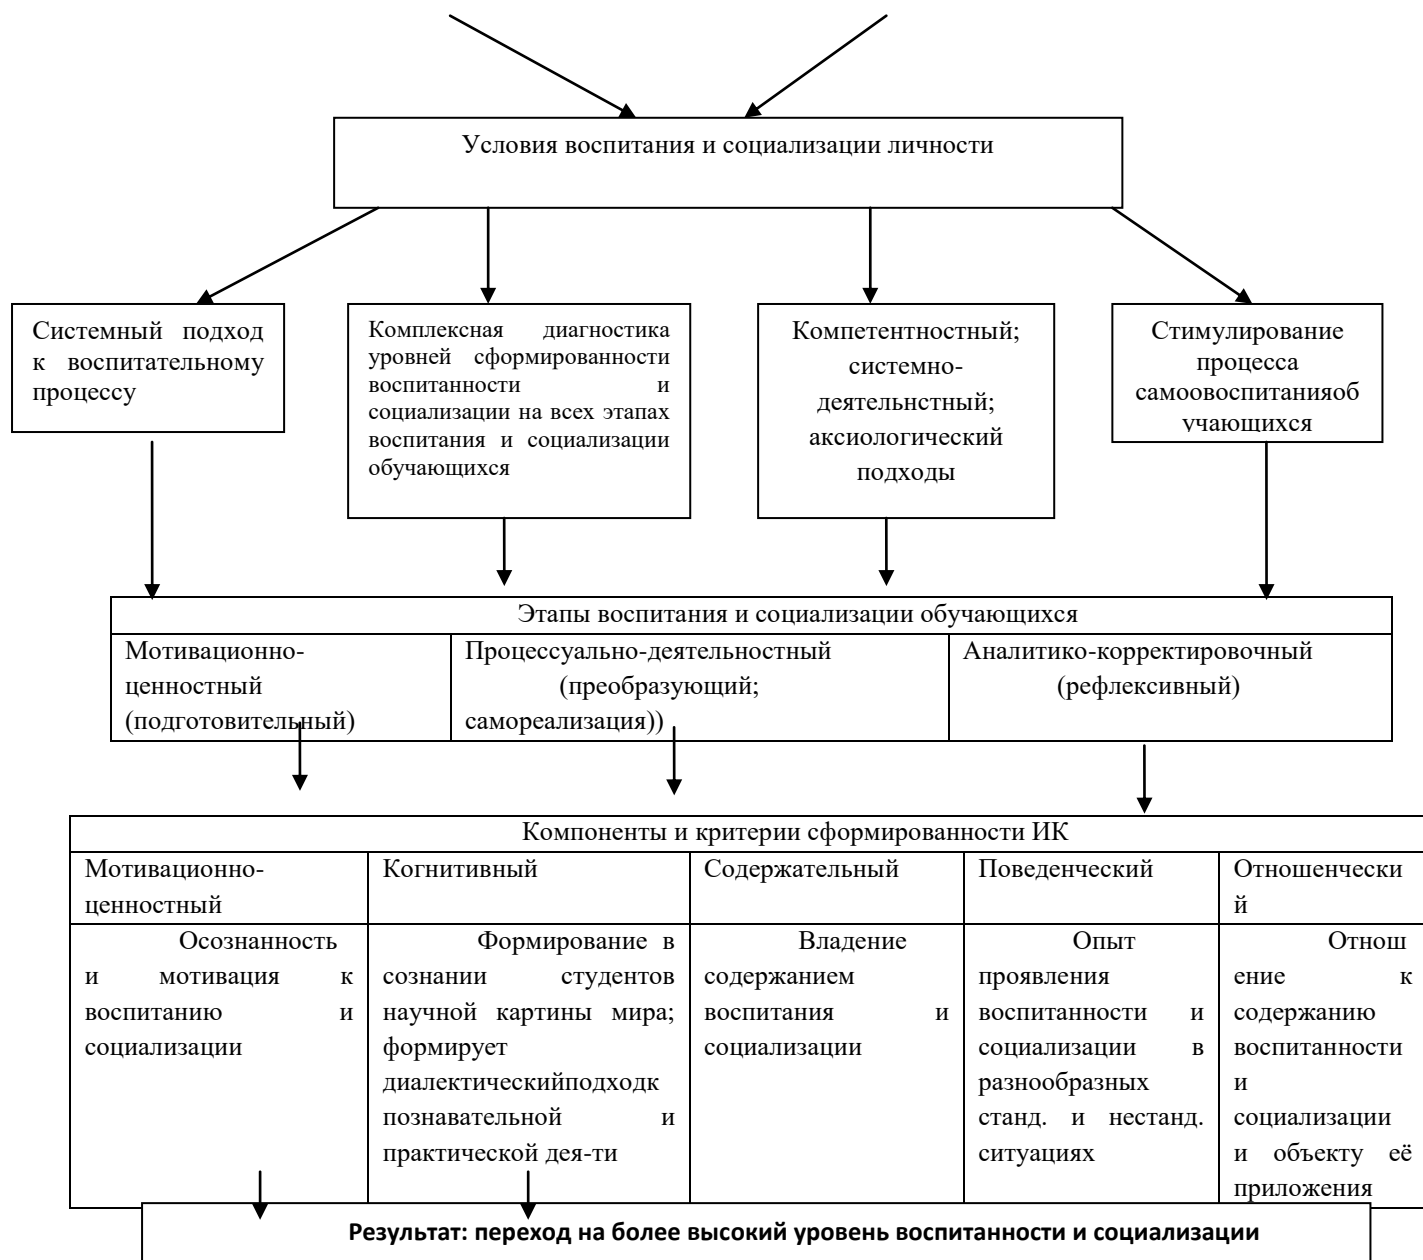 Условия воспитания и социализации личности
Системный подход
к воспитательному
процессу
Комплексная диагностика
уровней сформированности
воспитанности и
социализации на всех этапах
воспитания и социализации
обучающихся
Компетентностный;
системно-
деятельнстный;
аксиологический
подходы
Стимулирование
процесса
самоовоспитанияоб
учающихся
Этапы воспитания и социализации обучающихся
Мотивационно-
ценностный
(подготовительный)
Процессуально-деятельностный
(преобразующий;
самореализация))
Аналитико-корректировочный
(рефлексивный)
Компоненты и критерии сформированности ИК
Мотивационно-
ценностный
Когнитивный
Содержательный
Поведенческий
Отношенчески
й
Осознанность
и мотивация к
воспитанию и
социализации
Формирование в
сознании студентов
научной картины мира;
формирует
диалектическийподходк
познавательной и
практической дея-ти
Владение
содержанием
воспитания и
социализации
Опыт
проявления
воспитанности и
социализации в
разнообразных
станд. и нестанд.
ситуациях
Отнош
ение к
содержанию
воспитанности
и
социализации
и объекту её
приложения
Результат: переход на более высокий уровень воспитанности и социализации